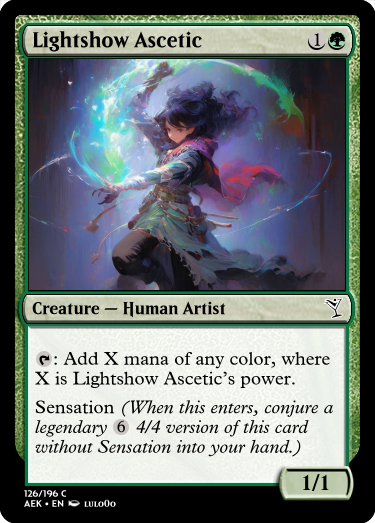 Lightshow Ascetic 1
Creature — Human Artist
: Add X mana of any color, where
X is Lightshow Ascetic's power.
Sensation (When this enters, conjure a
legendary 6 4/4 version of this card
without Sensation into your hand.)
1/1
126/196 C
AEK • EN LULO0o